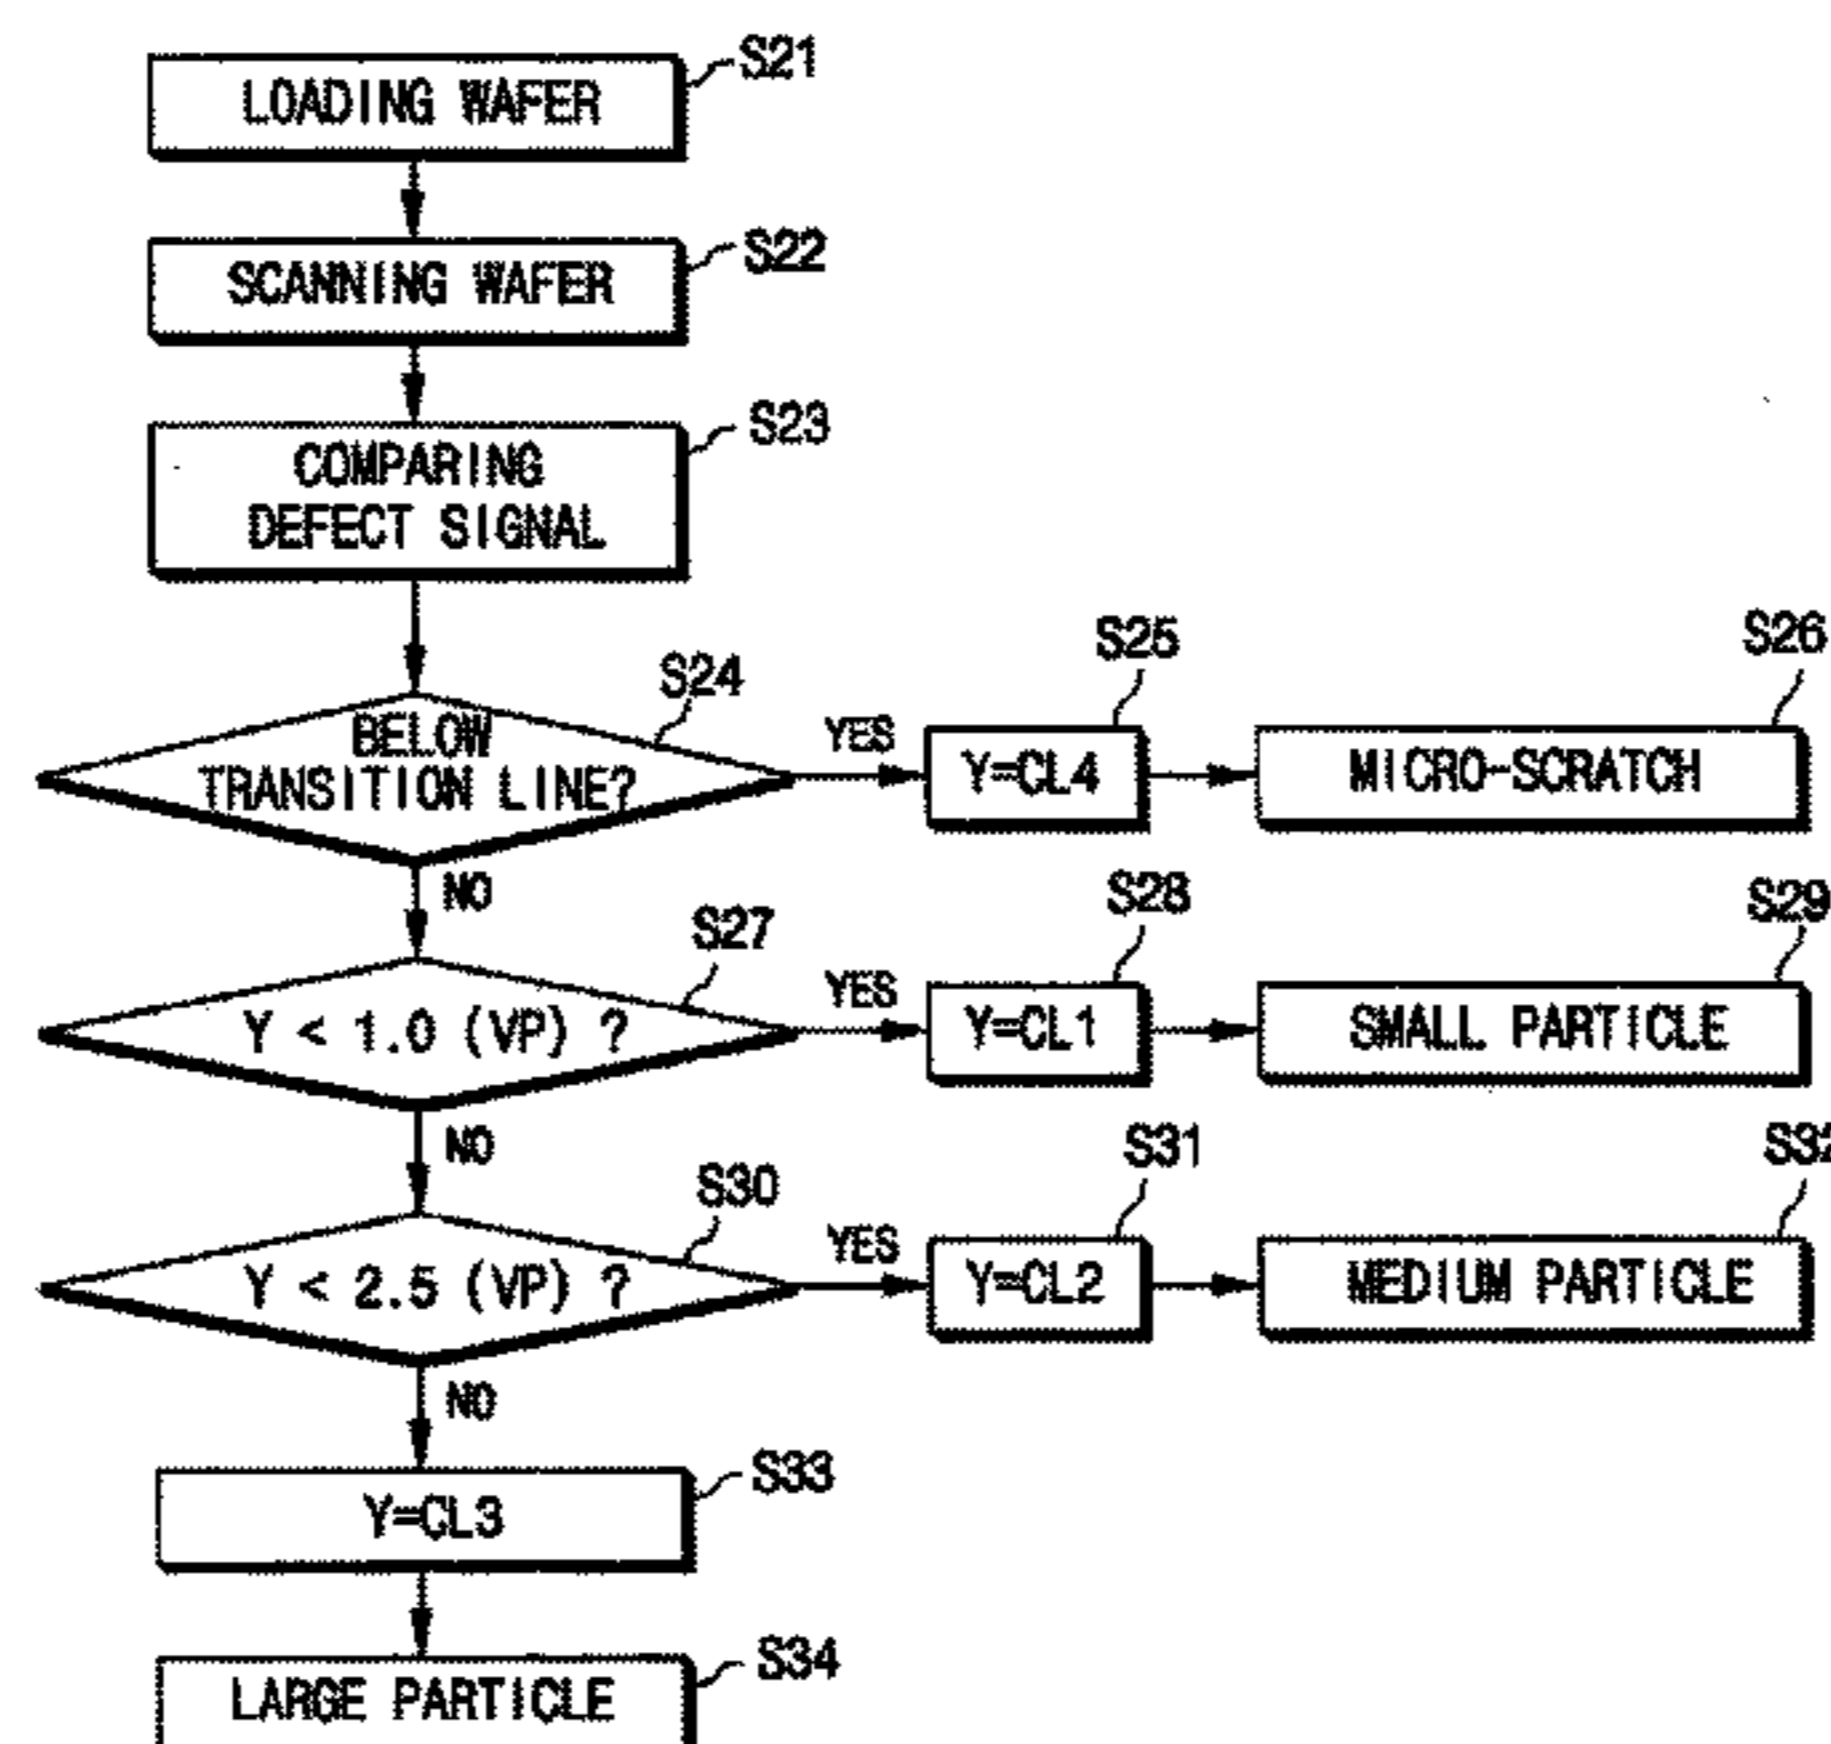 S21
LOADING WAFER
S22
SCANNING WAFER
S23
COMPARING
DEFECT SIGNAL
S24
BELOW
TRANSITION LINE?
YES
S25
Y=CL4
S26
MICRO-SCRATCH
NO
S27
Y < 1.0 (VP) ?
YES
S28
Y=CL1
S29
SMALL PARTICLE
NO
S30
Y < 2.5 (VP) ?
YES
S31
Y=CL2
S32
MEDIUM PARTICLE
NO
S33
Y=CL3
S34
LARGE PARTICLE